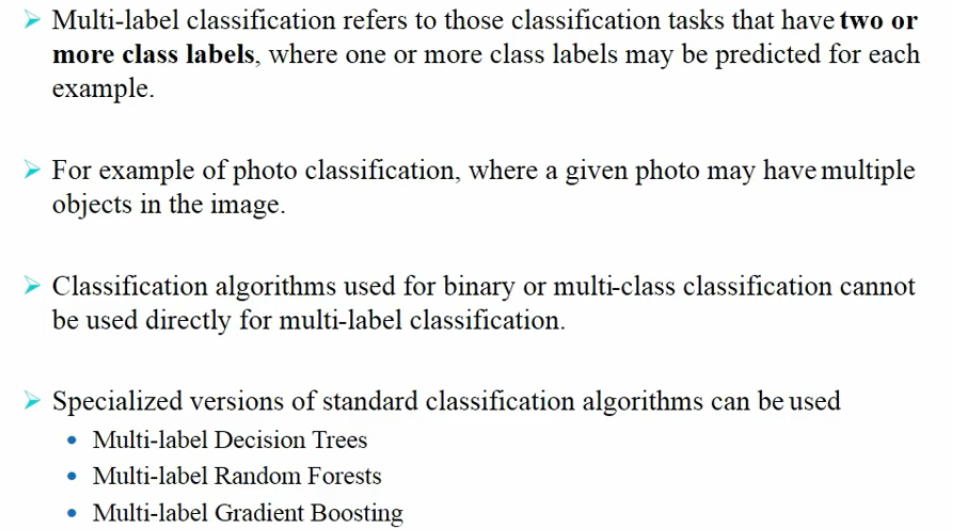 Multi-label classification refers to those classification tasks that have two or
more class labels, where one or more class labels may be predicted for each
example.
For example of photo classification, where a given photo may have multiple
objects in the image.
Classification algorithms used for binary or multi-class classification cannot
be used directly for multi-label classification.
Specialized versions of standard classification algorithms can be used
Multi-label Decision Trees
Multi-label Random Forests
Multi-label Gradient Boosting